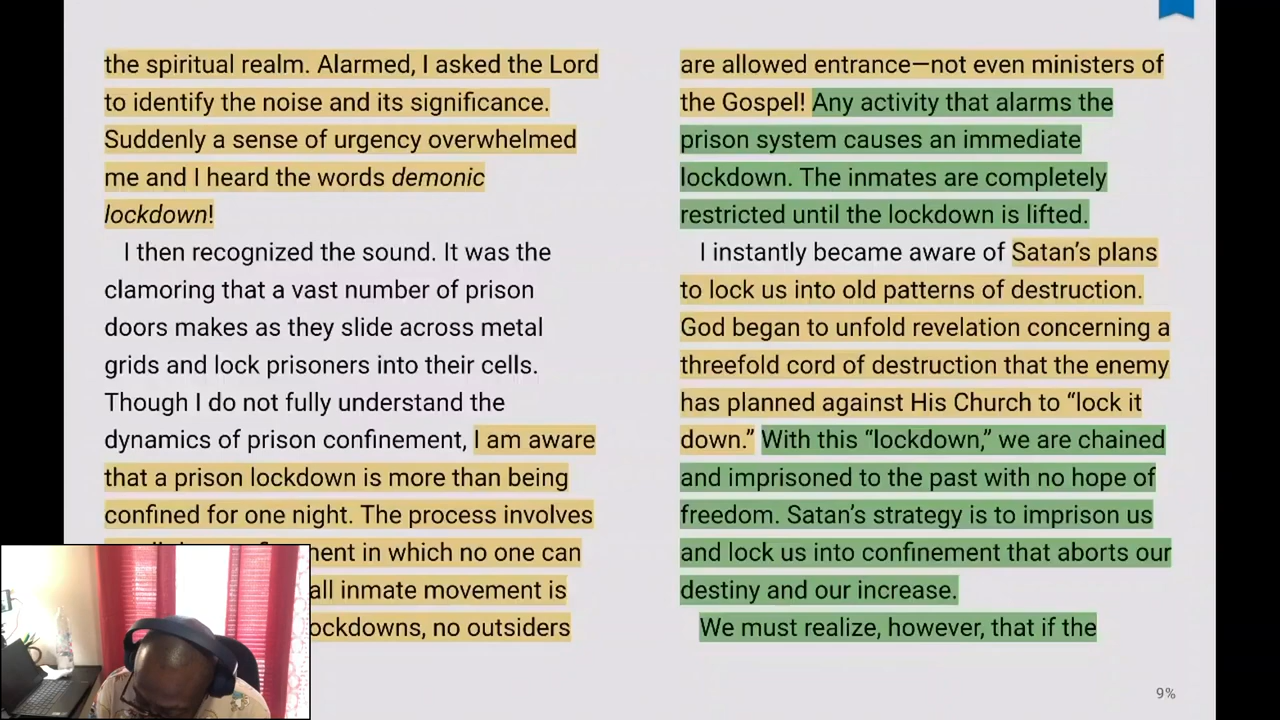 the spiritual realm. Alarmed, I asked the Lord
to identify the noise and its significance.
Suddenly a sense of urgency overwhelmed
me and I heard the words demonic
lockdown!
I then recognized the sound. It was the
clamoring that a vast number of prison
doors makes as they slide across metal
grids and lock prisoners into their cells.
Though I do not fully understand the
dynamics of prison confinement, I am aware
that a prison lockdown is more than being
confined for one night. The process involves
in which no one can
all inmate movement is
no outsiders
are allowed entrance—not even ministers of
the Gospel! Any activity that alarms the
prison system causes an immediate
lockdown. The inmates are completely
restricted until the lockdown is lifted.
I instantly became aware of Satan’s plans
to lock us into old patterns of destruction.
God began to unfold revelation concerning a
threefold cord of destruction that the enemy
has planned against His Church to “lock it
down.” With this “lockdown,” we are chained
and imprisoned to the past with no hope of
freedom. Satan’s strategy is to imprison us
and lock us into confinement that aborts our
destiny and our increase.
We must realize, however, that if the
9%